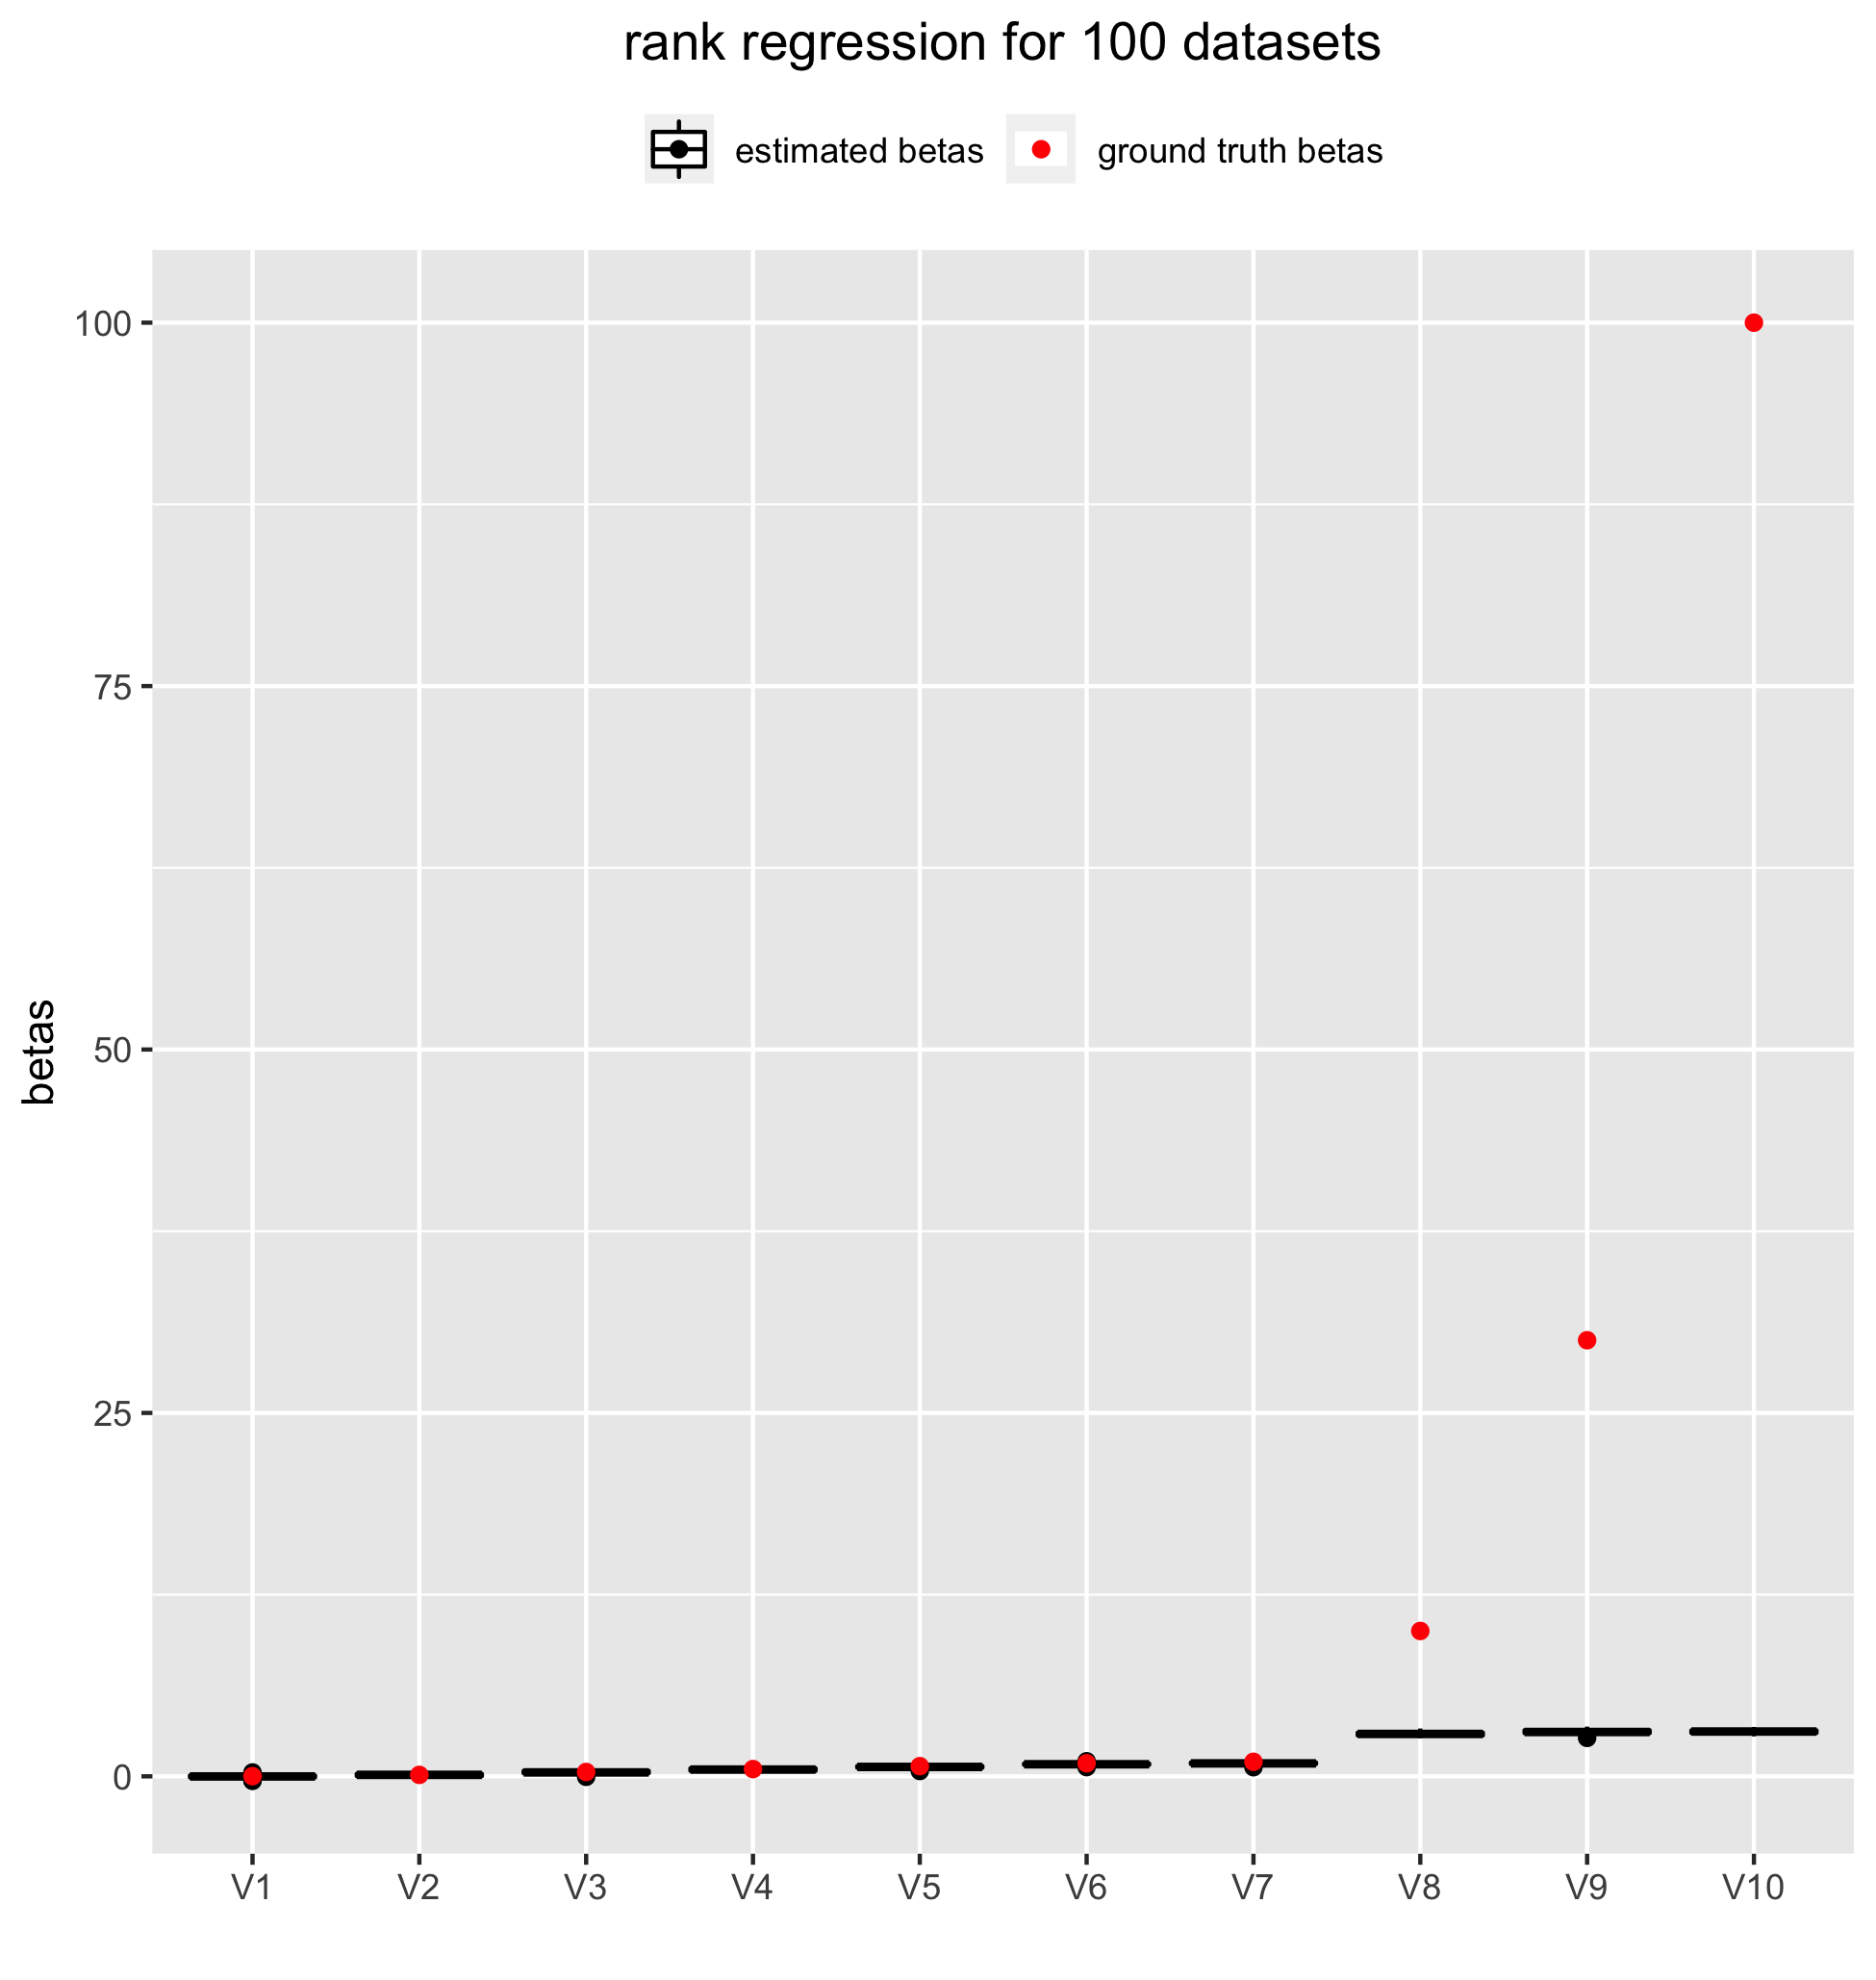 rank regression for 100 datasets
estimated betas
ground truth betas
100
75
50
25
0
betas
V1 V2 V3 V4 V5 V6 V7 V8 V9 V10